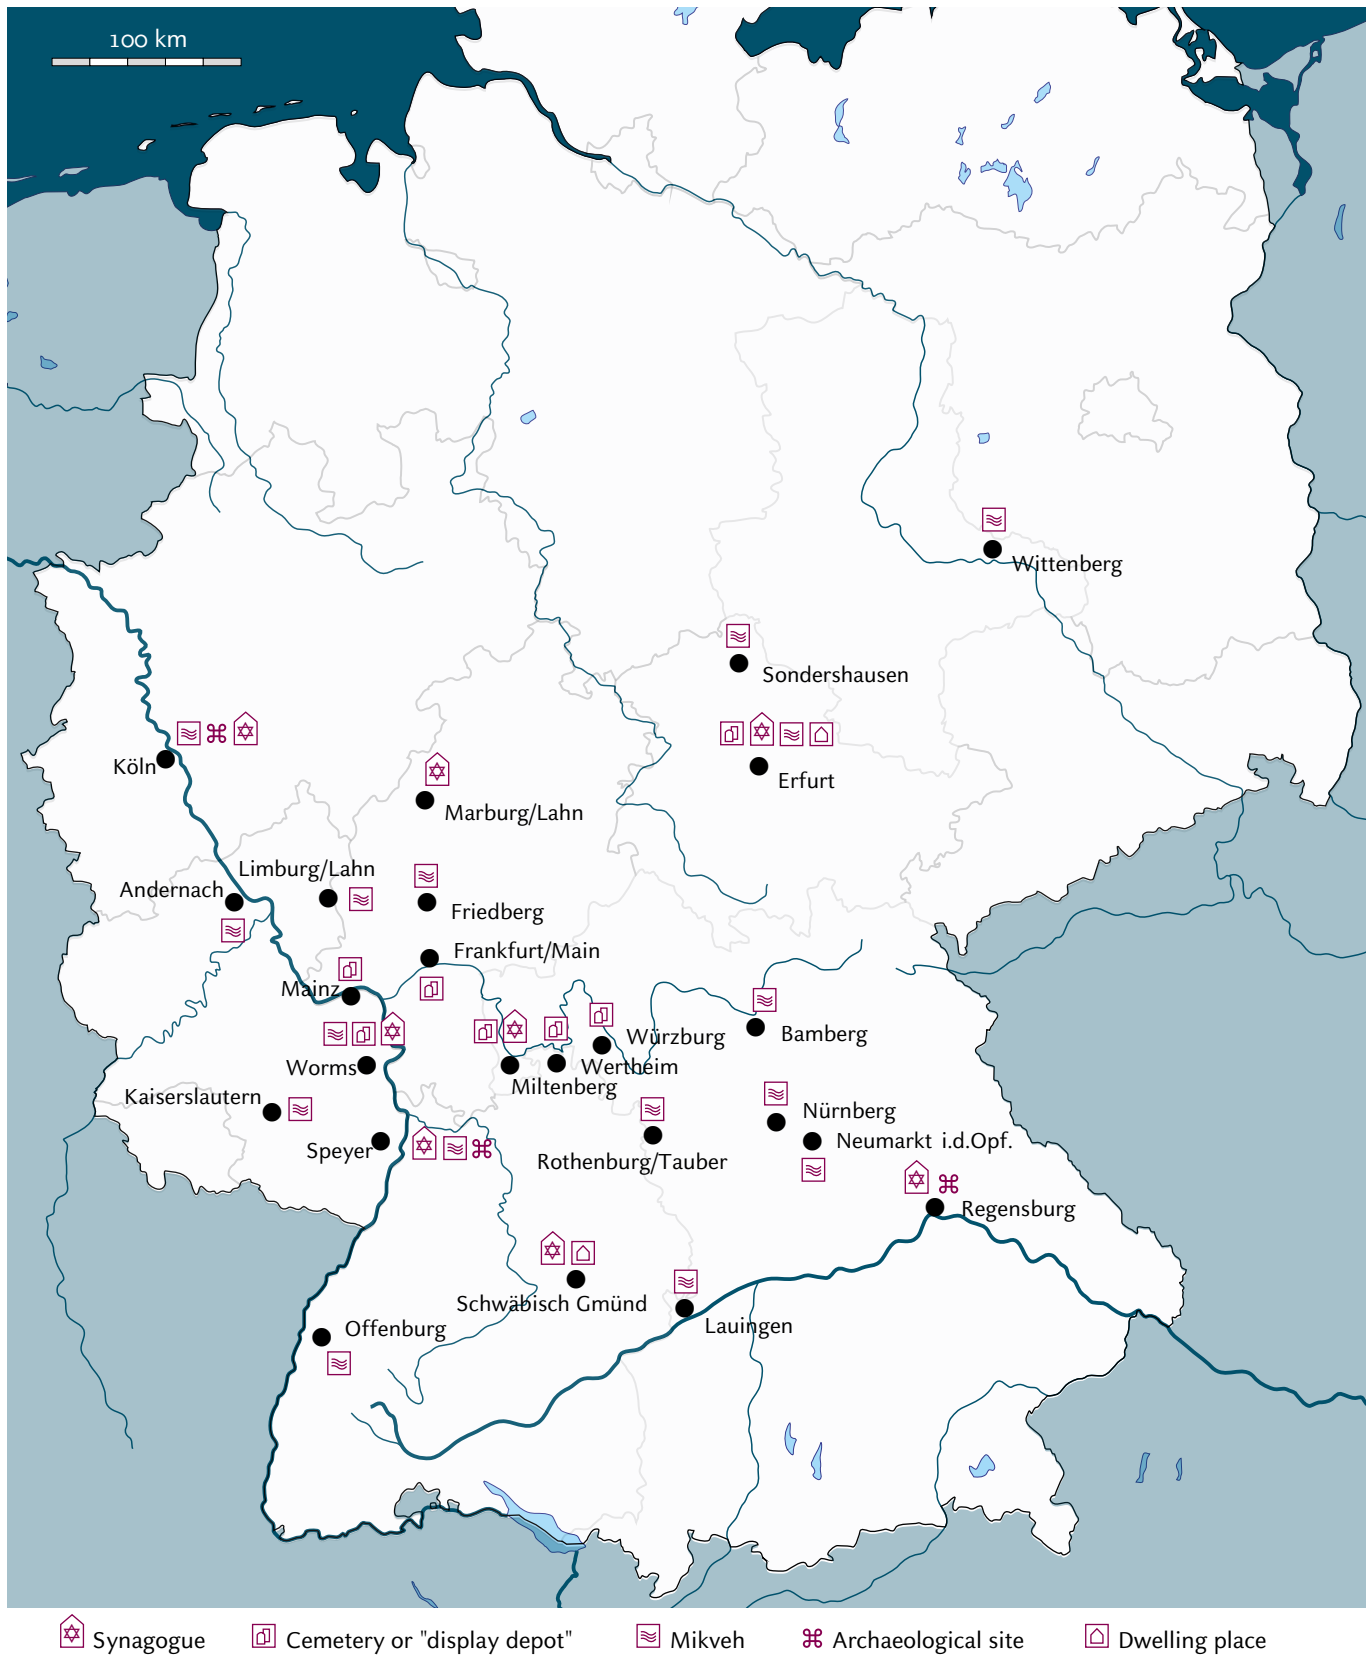 100 km
Wittenberg
Sondershausen
Köln
Erfurt
Marburg/Lahn
Limburg/Lahn
Andernach
Friedberg
Frankfurt/Main
Mainz
Würzburg
Bamberg
Worms
Wertheim
Miltenberg
Kaiserslautern
Nürnberg
Speyer
Neumarkt i.d.Opf.
Rothenburg/Tauber
Regensburg
Schwäbisch Gmünd
Lauingen
Offenburg
Synagogue
Cemetery or "display depot"
Mikveh
Archaeological site
Dwelling place